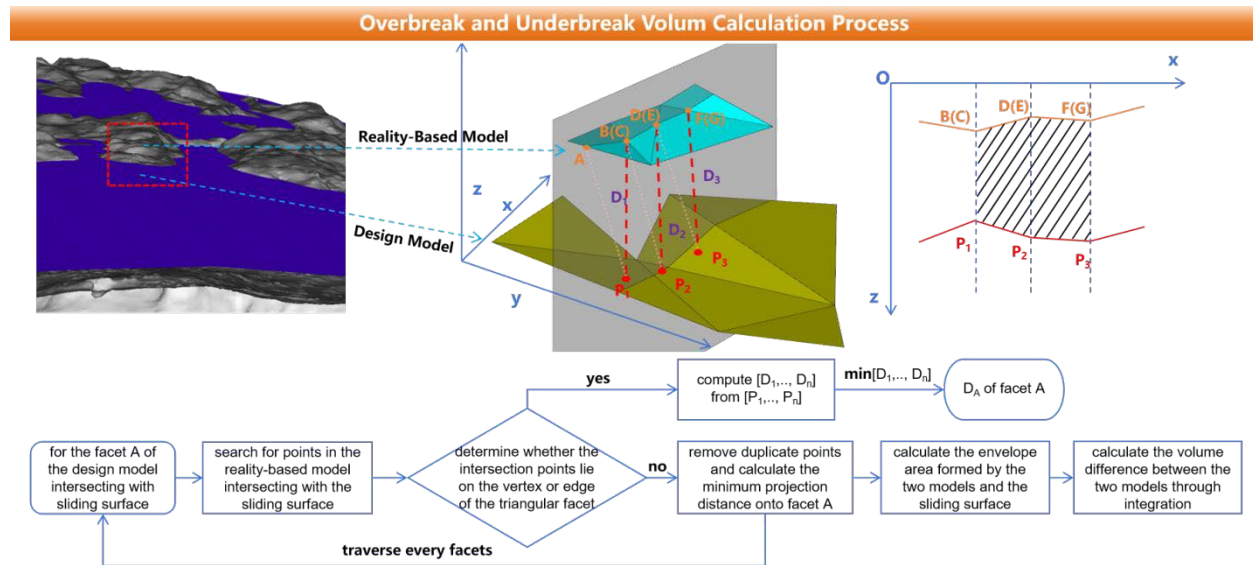 Overbreak and Underbreak Volum Calculation Process
Reality-Based Model
Design Model
z
x
y
A
B(C)
D(E)
F(G)
D1
D2
D3
P1
P2
P3
O
x
B(C)
D(E)
F(G)
P1
P2
P3
z
yes
compute [D1,.., Dn]
from [P1,.., Pn]
min[D1,.., Dn]
DA of facet A
for the facet A of
the design model
intersecting with
sliding surface
search for points in the
reality-based model
intersecting with the
sliding surface
determine whether the
intersection points lie
on the vertex or edge
of the triangular facet
no
remove duplicate points
and calculate the
minimum projection
distance onto facet A
calculate the envelope
area formed by the
two models and the
sliding surface
calculate the volume
difference between the
two models through
integration
traverse every facets